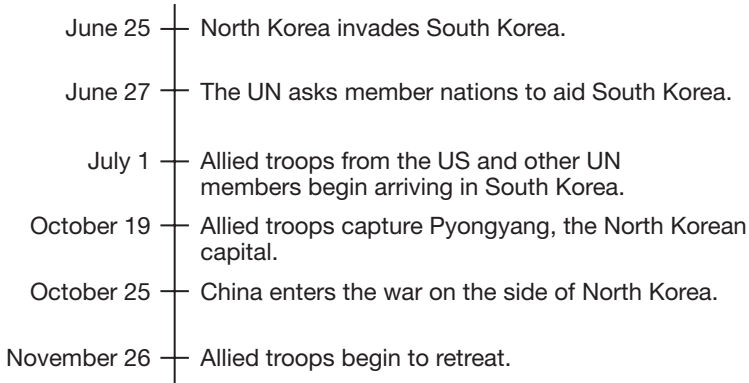 June 25 North Korea invades South Korea.
June 27 The UN asks member nations to aid South Korea.
July 1 Allied troops from the US and other UN
members begin arriving in South Korea.
October 19 Allied troops capture Pyongyang, the North Korean
capital.
October 25 China enters the war on the side of North Korea.
November 26 Allied troops begin to retreat.